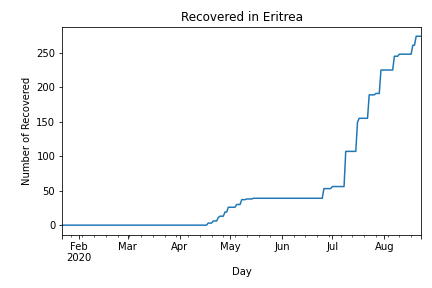 Recovered in Eritrea
Number of Recovered
250
200
150
100
50
0
Feb
2020
Mar
Apr
May
Jun
Jul
Aug
Day